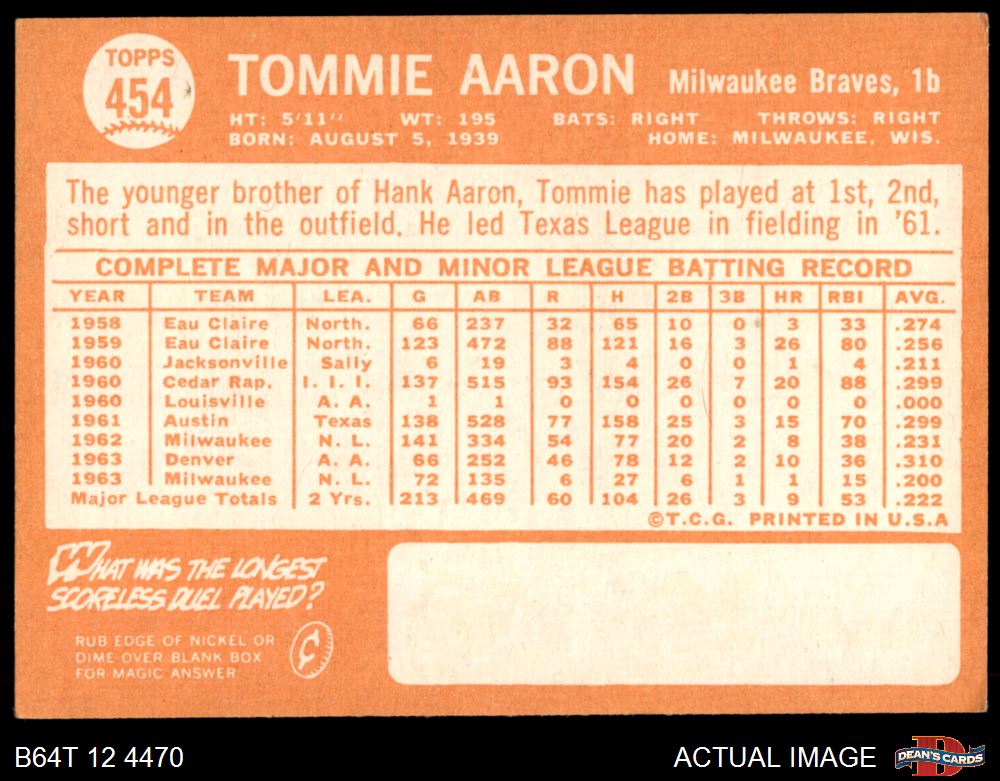 TOPPS
454
TOMMIE AARON Milwaukee Braves, 1b
HT: 5'11" WT: 195 BATS: RIGHT THROWS: RIGHT
BORN: AUGUST 5, 1939 HOME: MILWAUKEE, WIS.
The younger brother of Hank Aaron, Tommie has played at 1st, 2nd,
short and in the outfield. He led Texas League in fielding in '61.
COMPLETE MAJOR AND MINOR LEAGUE BATTING RECORD
YEAR TEAM LEA. G AB R H 2B 3B HR RBI AVG.
1958 Eau Claire North. 66 237 32 65 10 0 3 33 .274
1959 Eau Claire North. 123 472 88 121 16 3 26 80 .256
1960 Jacksonville Sally 6 19 3 4 0 0 1 4 .211
1960 Cedar Rap. I. I. I. 137 515 93 154 26 7 20 88 .299
1960 Louisville A. A. 1 1 0 0 0 0 0 0 .000
1961 Austin Texas 138 528 77 158 25 3 15 70 .299
1962 Milwaukee N. L. 141 334 54 77 20 2 8 38 .231
1963 Denver A. A. 66 252 46 78 12 2 10 36 .310
1963 Milwaukee N. L. 72 135 6 27 6 1 1 15 .200
Major League Totals 2 Yrs. 213 469 60 104 26 3 9 53 .222
©T.C.G. PRINTED IN U.S.A
WHAT WAS THE LONGEST
SCORELESS DUEL PLAYED?
RUB EDGE OF NICKEL OR
DIME OVER BLANK BOX
FOR MAGIC ANSWER
¢
B64T 12 4470 ACTUAL IMAGE
D
DEAN'S CARDS